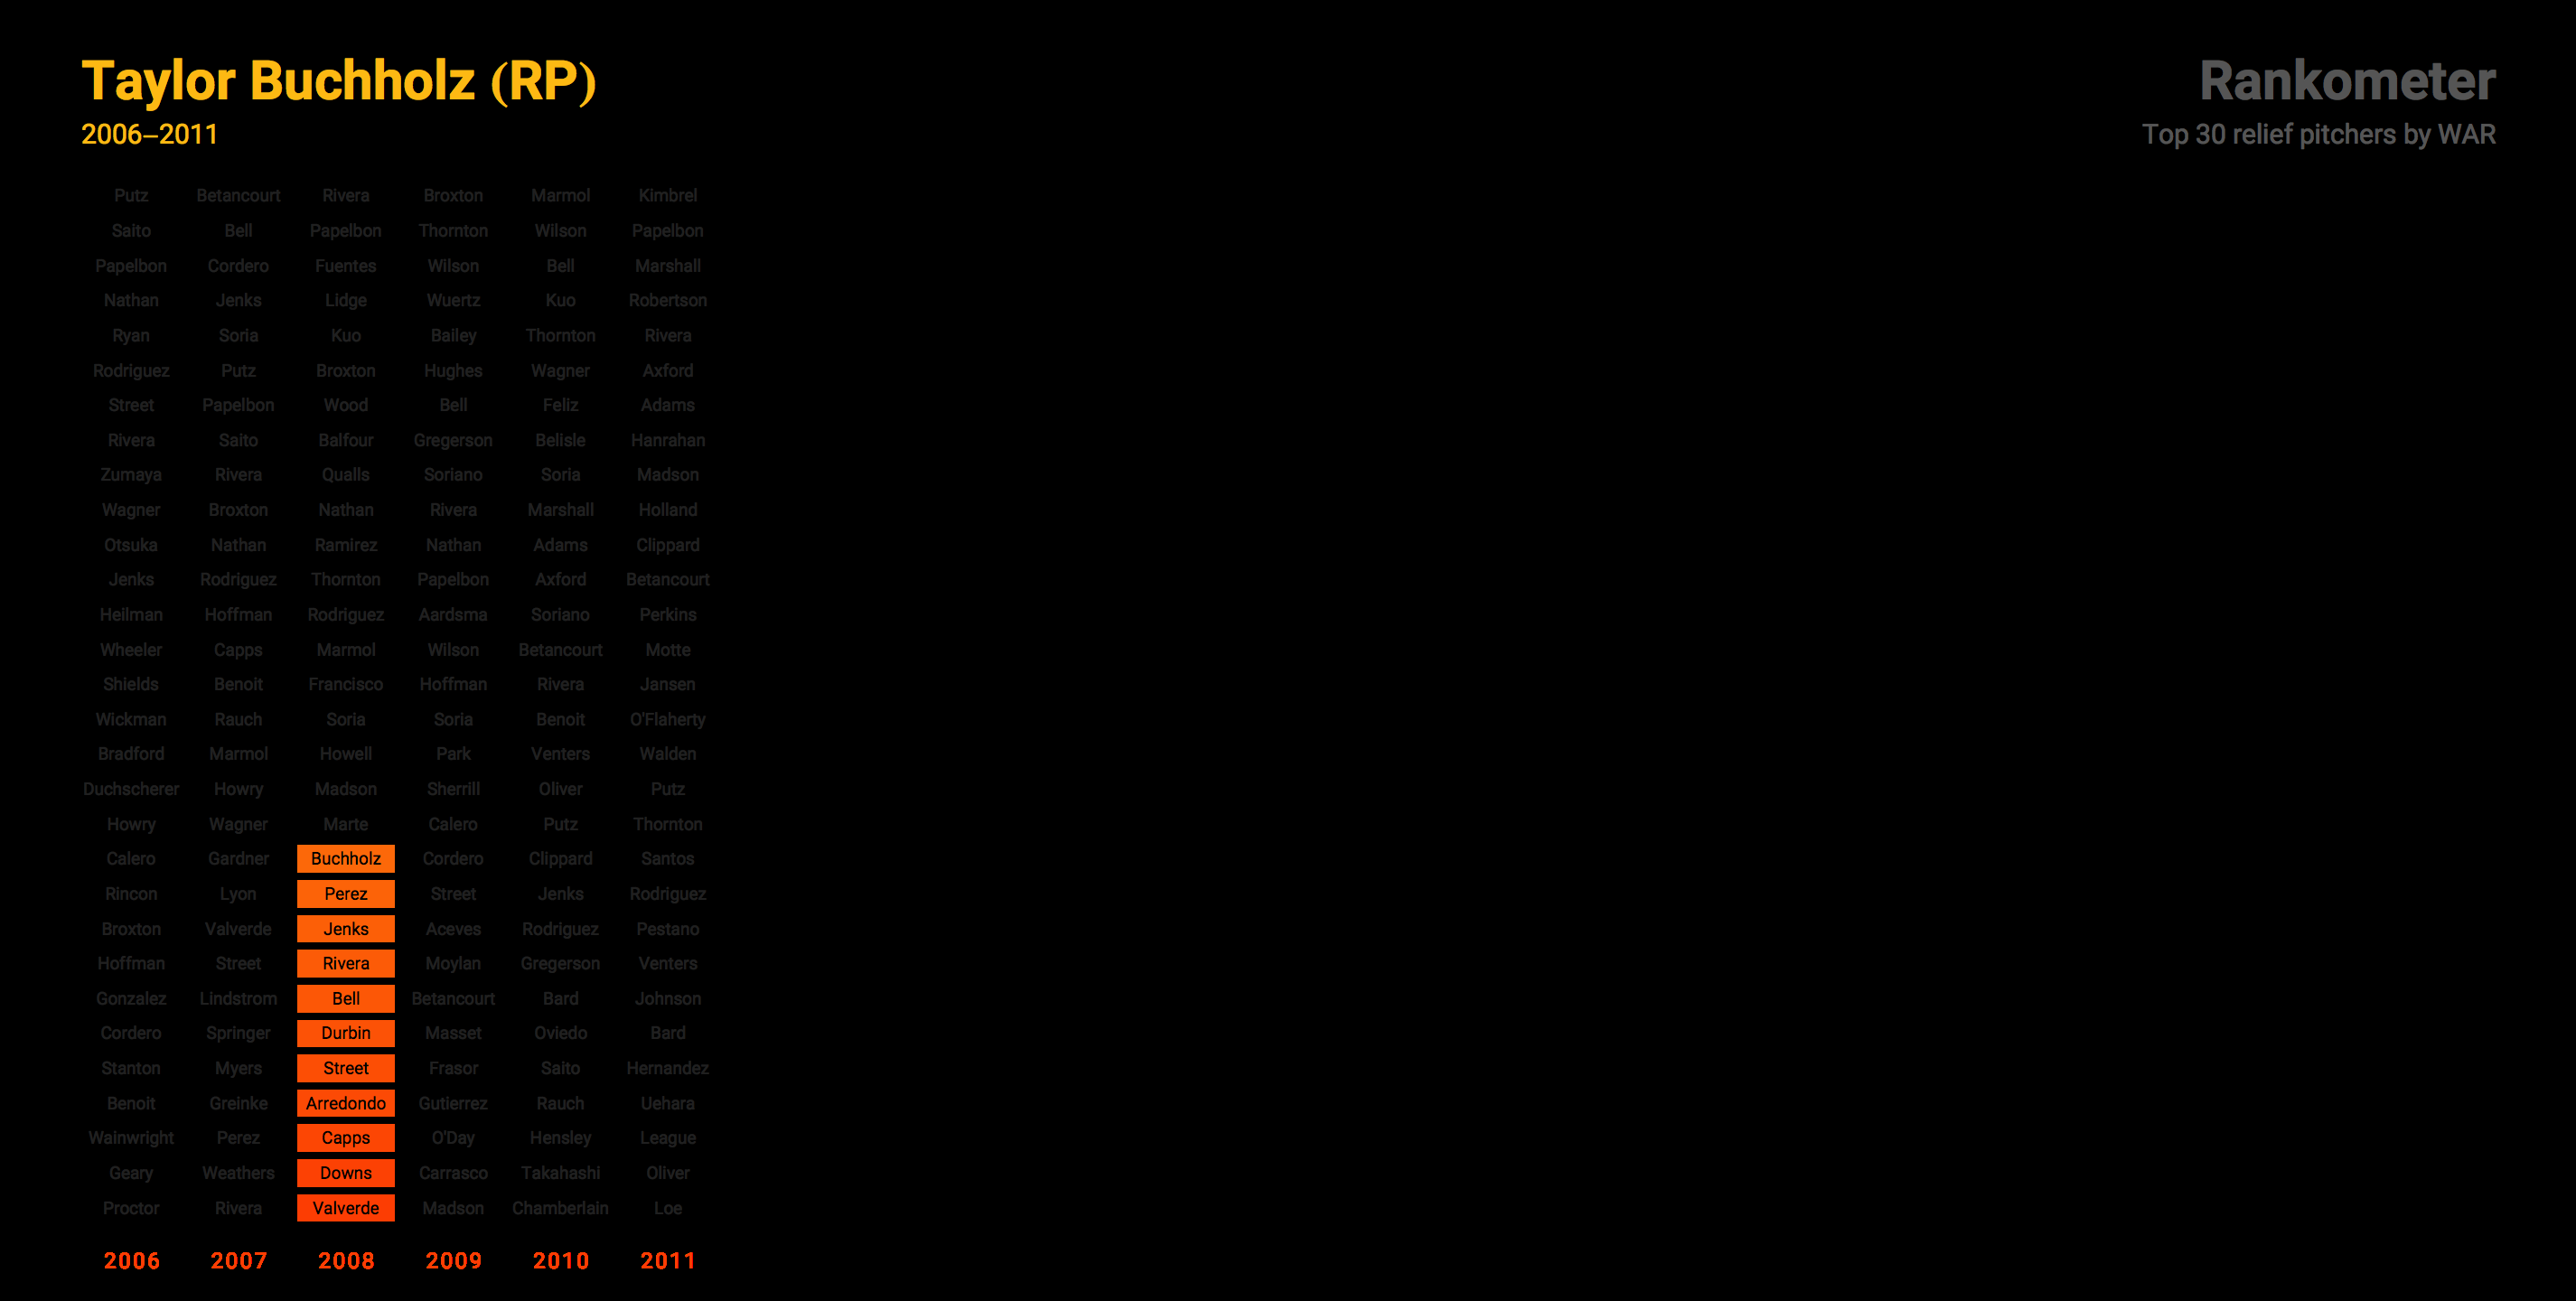 Taylor Buchholz (RP)
2006–2011
Rankometer
Top 30 relief pitchers by WAR
Putz Betancourt Rivera Broxton Marmol Kimbrel
Saito Bell Papelbon Thornton Wilson Papelbon
Papelbon Cordero Fuentes Wilson Bell Marshall
Nathan Jenks Lidge Wuertz Kuo Robertson
Ryan Soria Kuo Bailey Thornton Rivera
Rodriguez Putz Broxton Hughes Wagner Axford
Street Papelbon Wood Bell Feliz Adams
Rivera Saito Balfour Gregerson Belisle Hanrahan
Zumaya Rivera Qualls Soriano Soria Madson
Wagner Broxton Nathan Rivera Marshall Holland
Otsuka Nathan Ramirez Nathan Adams Clippard
Jenks Rodriguez Thornton Papelbon Axford Betancourt
Heilman Hoffman Rodriguez Aardsma Soriano Perkins
Wheeler Capps Marmol Wilson Betancourt Motte
Shields Benoit Francisco Hoffman Rivera Jansen
Wickman Rauch Soria Soria Benoit O'Flaherty
Bradford Marmol Howell Park Venters Walden
Duchscherer Howry Madson Sherrill Oliver Putz
Howry Wagner Marte Calero Putz Thornton
Calero Gardner Buchholz Cordero Clippard Santos
Rincon Lyon Perez Street Jenks Rodriguez
Broxton Valverde Jenks Aceves Rodriguez Pestano
Hoffman Street Rivera Moylan Gregerson Venters
Gonzalez Lindstrom Bell Betancourt Bard Johnson
Cordero Springer Durbin Masset Oviedo Bard
Stanton Myers Street Frasor Saito Hernandez
Benoit Greinke Arredondo Gutierrez Rauch Uehara
Wainwright Perez Capps O'Day Hensley League
Geary Weathers Downs Carrasco Takahashi Oliver
Proctor Rivera Valverde Madson Chamberlain Loe
2006 2007 2008 2009 2010 2011